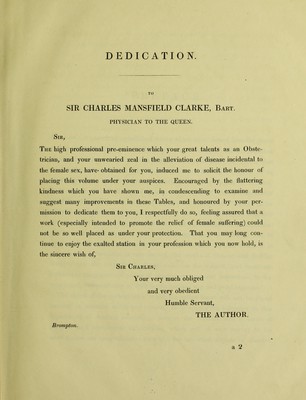 DEDICATION.
TO
SIR CHARLES MANSFIELD CLARKE, Bart.
PHYSICIAN TO THE QUEEN.
Sir,
The high professional pre-eminence which your great talents as an Obste-
trician, and your unwearied zeal in the alleviation of disease incidental to
the female sex, have obtained for you, induced me to solicit the honour of
placing this volume under your auspices. Encouraged by the flattering
kindness which you have shown me, in condescending to examine and
suggest many improvements in these Tables, and honoured by your per-
mission to dedicate them to you, I respectfully do so, feeling assured that a
work (especially intended to promote the relief of female suffering) could
not be so well placed as under your protection. That you may long con-
tinue to enjoy the exalted station in your profession which you now hold, is
the sincere wish of,
Sir Charles,
Your very much obliged
and very obedient
Humble Servant,
THE AUTHOR.
Brompton.
a 2